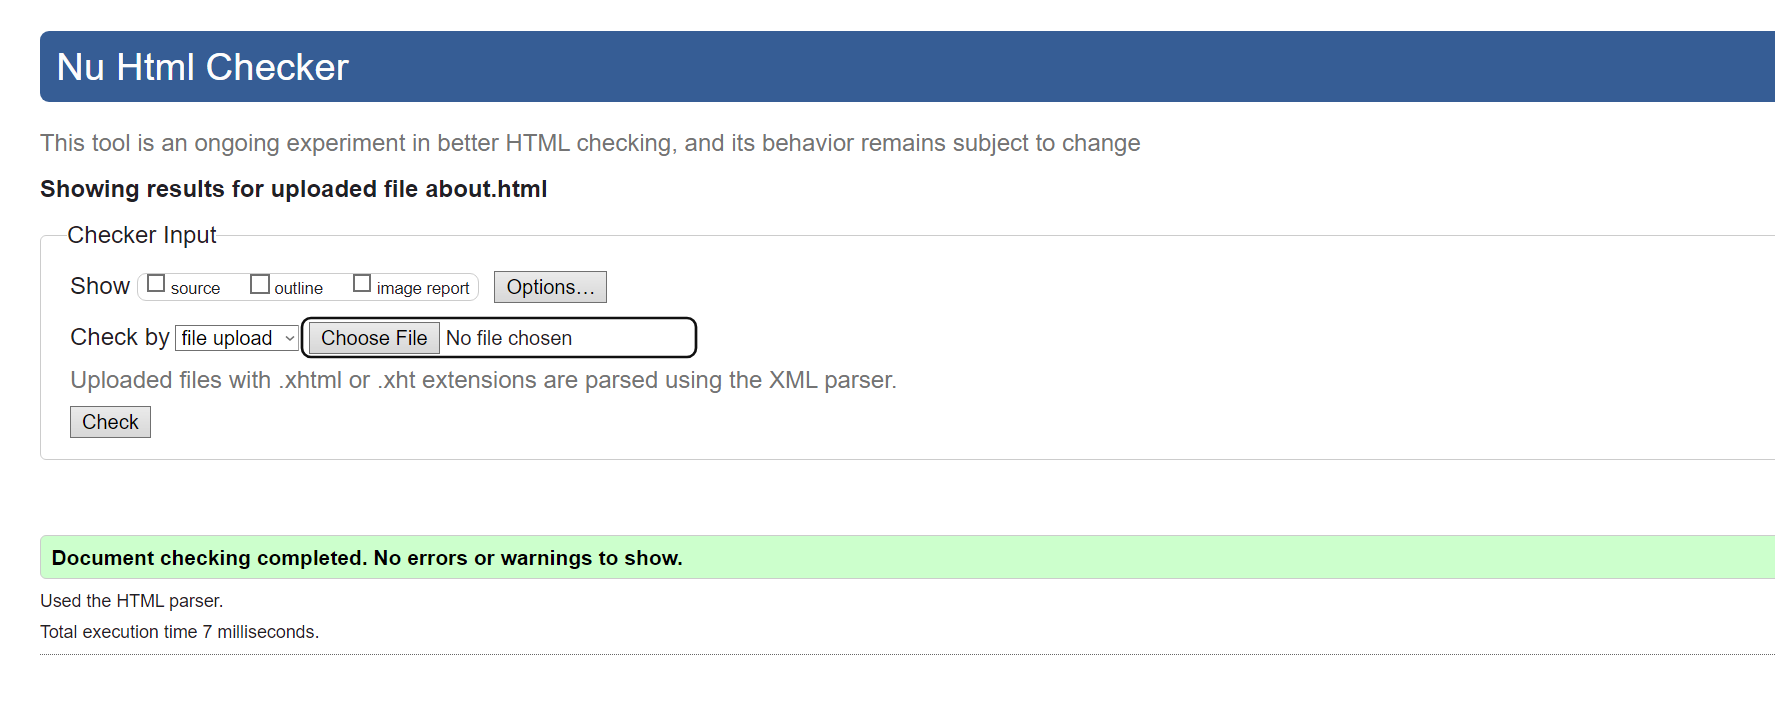 Nu Html Checker
This tool is an ongoing experiment in better HTML checking, and its behavior remains subject to change
Showing results for uploaded file about.html
Checker Input
Show source outline image report Options...
Check by file upload Choose File No file chosen
Uploaded files with .xhtml or .xht extensions are parsed using the XML parser.
Check
Document checking completed. No errors or warnings to show.
Used the HTML parser.
Total execution time 7 milliseconds.